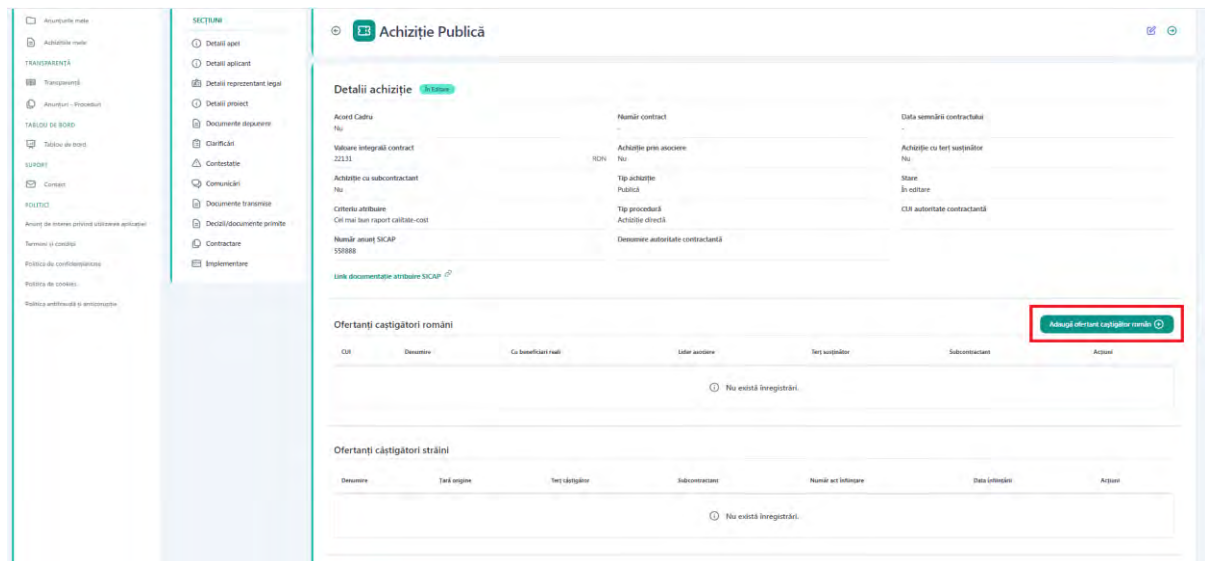 Anunțurile mele
Achizițiile mele
TRANSPARENȚĂ
Transparență
Anunțuri - Proceduri
TABLOU DE BORD
Tablou de bord
SUPORT
Contact
POLITICI
Anunț de interes privind utilizarea aplicației
Termeni și condiții
Politica de confidențialitate
Politica de cookies
Politica antifraudă și anticorupție
SECȚIUNI
Detalii apel
Detalii aplicant
Detalii reprezentant legal
Detalii proiect
Documente depunere
Clarificări
Contestație
Comunicări
Documente transmise
Decizii/documente primite
Contractare
Implementare
Achiziție Publică
Detalii achiziție În Editare
Acord Cadru Număr contract Data semnării contractului
Nu - -
Valoare integrală contract Achiziție prin asociere Achiziție cu terț susținător
22131 RON Nu Nu
Achiziție cu subcontractant Tip achiziție Stare
Nu Publică În editare
Criteriu atribuire Tip procedură CUI autoritate contractantă
Cel mai bun raport calitate-cost Achiziție directă
Număr anunț SICAP Denumire autoritate contractantă
558888
Link documentație atribuire SICAP
Ofertanți caștigători români Adaugă ofertant caștigător român
CUI Denumire Cu beneficiari reali Lider asociere Terț susținător Subcontractant Acțiuni
Nu există înregistrări.
Ofertanți câștigători străini
Denumire Țară origine Terț câștigător Subcontractant Număr act înființare Data înființării Acțiuni
Nu există înregistrări.